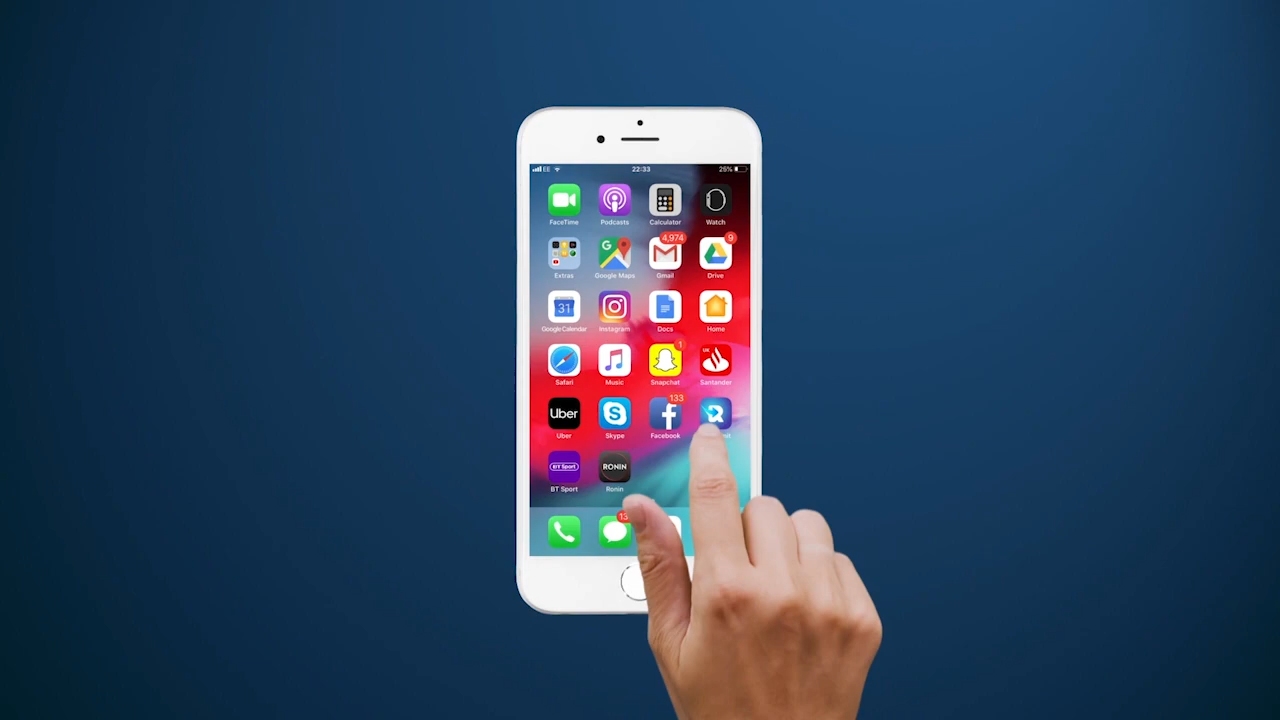 EE 22:33 25%
FaceTime Podcasts Calculator Watch
4,974 9
Extras Google Maps Gmail Drive
31
Google Calendar Instagram Docs Home
1
UK
Safari Music Snapchat Santander
133
Uber
Uber Skype Facebook
BT Sport RONIN
BT Sport Ronin
13